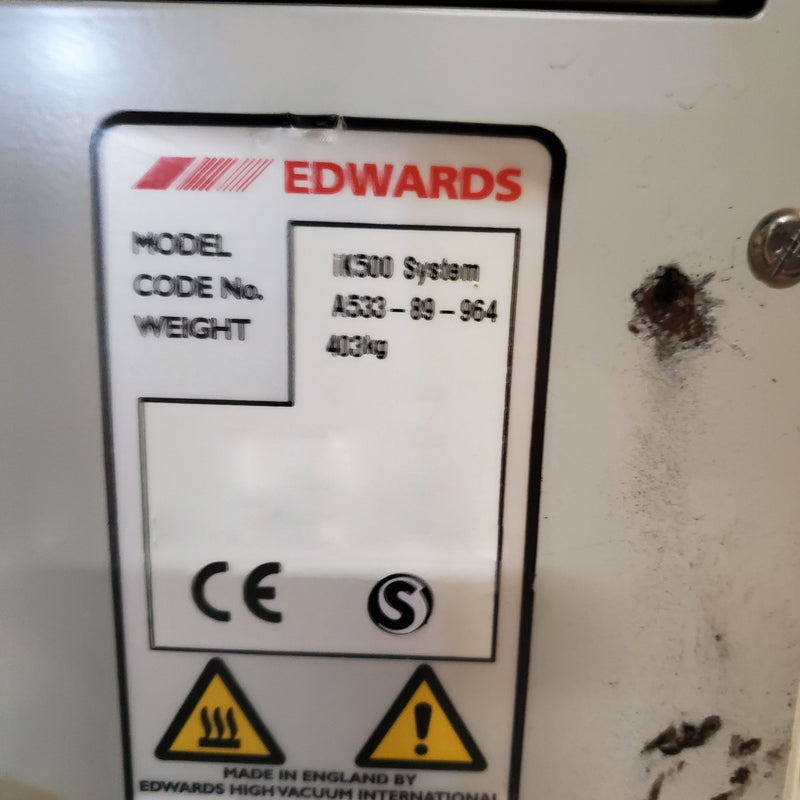 EDWARDS
MODEL iK500 System
CODE No. A533-89-964
WEIGHT 403kg
CE
S
MADE IN ENGLAND BY
EDWARDS HIGH VACUUM INTERNATIONAL